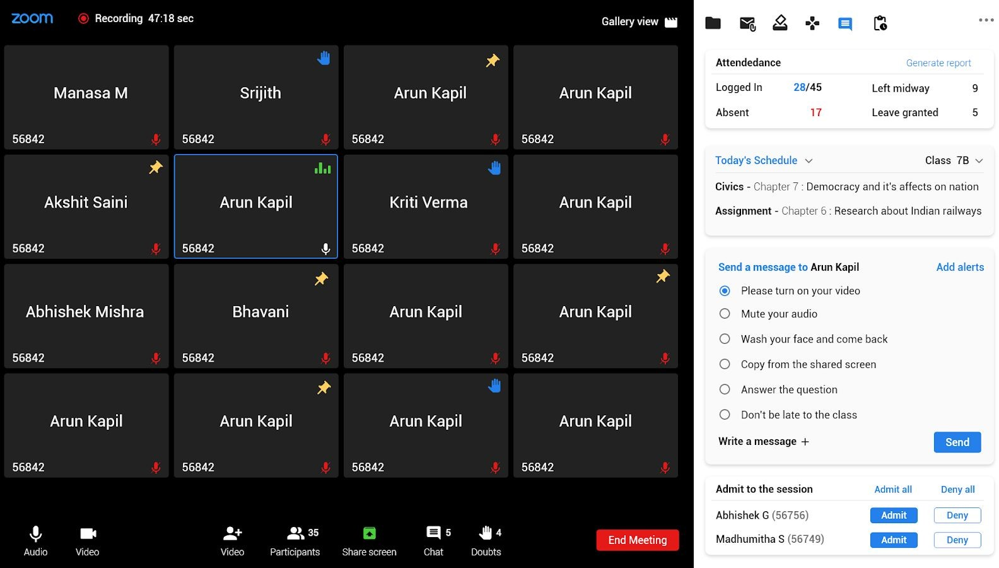 zoom
Recording 47:18 sec
Gallery view
Manasa M
56842
Srijith
56842
Arun Kapil
56842
Arun Kapil
56842
Akshit Saini
56842
Arun Kapil
56842
Kriti Verma
56842
Arun Kapil
56842
Abhishek Mishra
56842
Bhavani
56842
Arun Kapil
56842
Arun Kapil
56842
Arun Kapil
56842
Arun Kapil
56842
Arun Kapil
56842
Arun Kapil
56842
Audio
Video
Video
35
Participants
Share screen
5
Chat
4
Doubts
End Meeting
Attendedance Generate report
Logged In 28/45 Left midway 9
Absent 17 Leave granted 5
Today's Schedule Class 7B
Civics - Chapter 7 : Democracy and it's affects on nation
Assignment - Chapter 6 : Research about Indian railways
Send a message to Arun Kapil Add alerts
Please turn on your video
Mute your audio
Wash your face and come back
Copy from the shared screen
Answer the question
Don't be late to the class
Write a message + Send
Admit to the session Admit all Deny all
Abhishek G (56756) Admit Deny
Madhumitha S (56749) Admit Deny